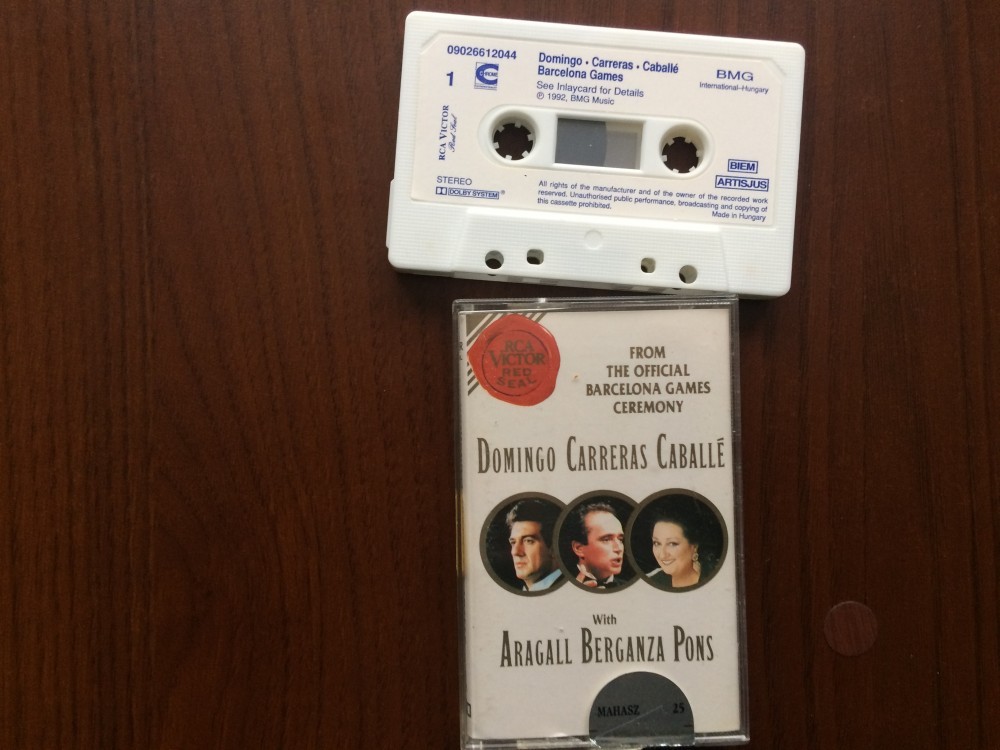 09026612044
1
CHROME
Domingo • Carreras • Caballé
Barcelona Games
See Inlaycard for Details
℗ 1992, BMG Music
BMG
International–Hungary
RCA VICTOR
Red Seal
STEREO
DOLBY SYSTEM®
BIEM
ARTISJUS
All rights of the manufacturer and of the owner of the recorded work
reserved. Unauthorised public performance, broadcasting and copying of
this cassette prohibited.
Made in Hungary
RCA
VICTOR
RED
SEAL
FROM
THE OFFICIAL
BARCELONA GAMES
CEREMONY
DOMINGO CARRERAS CABALLÉ
With
ARAGALL BERGANZA PONS
MAHASZ 25